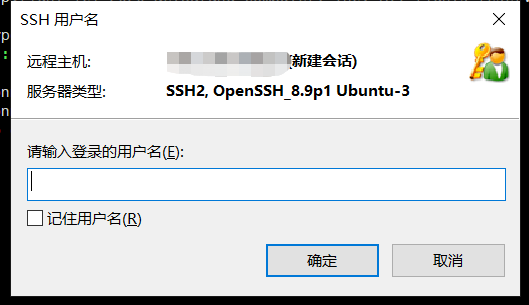 SSH 用户名
远程主机: (新建会话)
服务器类型: SSH2, OpenSSH_8.9p1 Ubuntu-3
请输入登录的用户名(E):
记住用户名(R)
确定 取消